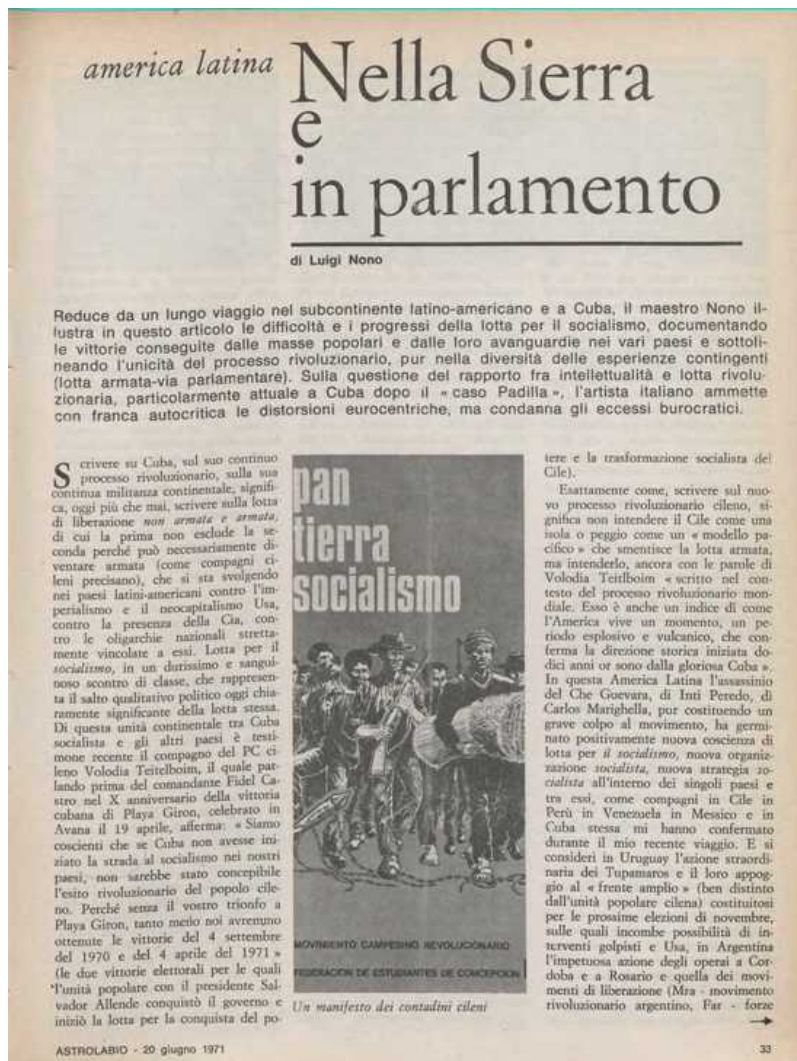 america latina
Nella Sierra
e
in parlamento
di Luigi Nono
Reduce da un lungo viaggio nel subcontinente latino-americano e a Cuba, il maestro Nono il-
lustra in questo articolo le difficoltà e i progressi della lotta per il socialismo, documentando
le vittorie conseguite dalle masse popolari e dalle loro avanguardie nei vari paesi e sottoli-
neando l'unicità del processo rivoluzionario, pur nella diversità delle esperienze contingenti
(lotta armata-via parlamentare). Sulla questione del rapporto fra intellettualità e lotta rivolu-
zionaria, particolarmente attuale a Cuba dopo il « caso Padilla », l'artista italiano ammette
con franca autocritica le distorsioni eurocentriche, ma condanna gli eccessi burocratici.
Scrivere su Cuba, sul suo continuo
processo rivoluzionario, sulla sua
continua militanza continentale, signifi-
ca, oggi più che mai, scrivere sulla lotta
di liberazione non armata e armata,
di cui la prima non esclude la se-
conda perché può necessariamente di-
ventare armata (come compagni ci-
leni precisano), che si sta svolgendo
nei paesi latini-americani contro l'im-
perialismo e il neocapitalismo Usa,
contro la presenza della Cia, con-
tro le oligarchie nazionali stretta-
mente vincolate a essi. Lotta per il
socialismo, in un durissimo e sangui-
noso scontro di classe, che rappresen-
ta il salto qualitativo politico oggi chia-
ramente significante della lotta stessa.
Di questa unità continentale tra Cuba
socialista e gli altri paesi è testi-
mone recente il compagno del PC ci-
leno Volodia Teitelboim, il quale par-
lando prima del comandante Fidel Ca-
stro nel X anniversario della vittoria
cubana di Playa Giron, celebrato in
Avana il 19 aprile, afferma: « Siamo
coscienti che se Cuba non avesse ini-
ziato la strada al socialismo nei nostri
paesi, non sarebbe stato concepibile
l'esito rivoluzionario del popolo cile-
no. Perché senza il vostro trionfo a
Playa Giron, tanto meno noi avremmo
ottenute le vittorie del 4 settembre
del 1970 e del 4 aprile del 1971 »
(le due vittorie elettorali per le quali
l'unità popolare con il presidente Sal-
vador Allende conquistò il governo e
iniziò la lotta per la conquista del po-
pan
tierra
socialismo
MOVIMIENTO CAMPESINO REVOLUCIONARIO
FEDERACION DE ESTUDIANTES DE CONCEPCION
Un manifesto dei contadini cileni
tere e la trasformazione socialista del
Cile).
Esattamente come, scrivere sul nuo-
vo processo rivoluzionario cileno, si-
gnifica non intendere il Cile come una
isola o peggio come un « modello pa-
cifico » che smentisce la lotta armata,
ma intenderlo, ancora con le parole di
Volodia Teitlboim « scritto nel con-
testo del processo rivoluzionario mon-
diale. Esso è anche un indice di come
l'America vive un momento, un pe-
riodo esplosivo e vulcanico, che con-
ferma la direzione storica iniziata do-
dici anni or sono dalla gloriosa Cuba ».
In questa America Latina l'assassinio
del Che Guevara, di Inti Peredo, di
Carlos Marighella, pur costituendo un
grave colpo al movimento, ha germi-
nato positivamente nuova coscienza di
lotta per il socialismo, nuova organiz-
zazione socialista, nuova strategia so-
cialista all'interno dei singoli paesi e
tra essi, come compagni in Cile in
Perù in Venezuela in Messico e in
Cuba stessa mi hanno confermato
durante il mio recente viaggio. E si
consideri in Uruguay l'azione straordi-
naria dei Tupamaros e il loro appog-
gio al « frente amplio » (ben distinto
dall'unità popolare cilena) costituitosi
per le prossime elezioni di novembre,
sulle quali incombe possibilità di in-
terventi golpisti e Usa, in Argentina
l'impetuosa azione degli operai a Cor-
doba e a Rosario e quella dei movi-
menti di liberazione (Mra - movimento
rivoluzionario argentino, Far - forze
ASTROLABIO - 20 giugno 1971
33